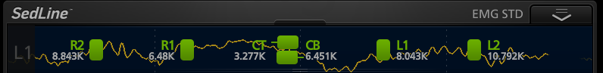 SedLine
EMG STD
L1
R2 R1 CT CB L1 L2
8.843K 6.48K 3.277K 6.451K 8.043K 10.792K